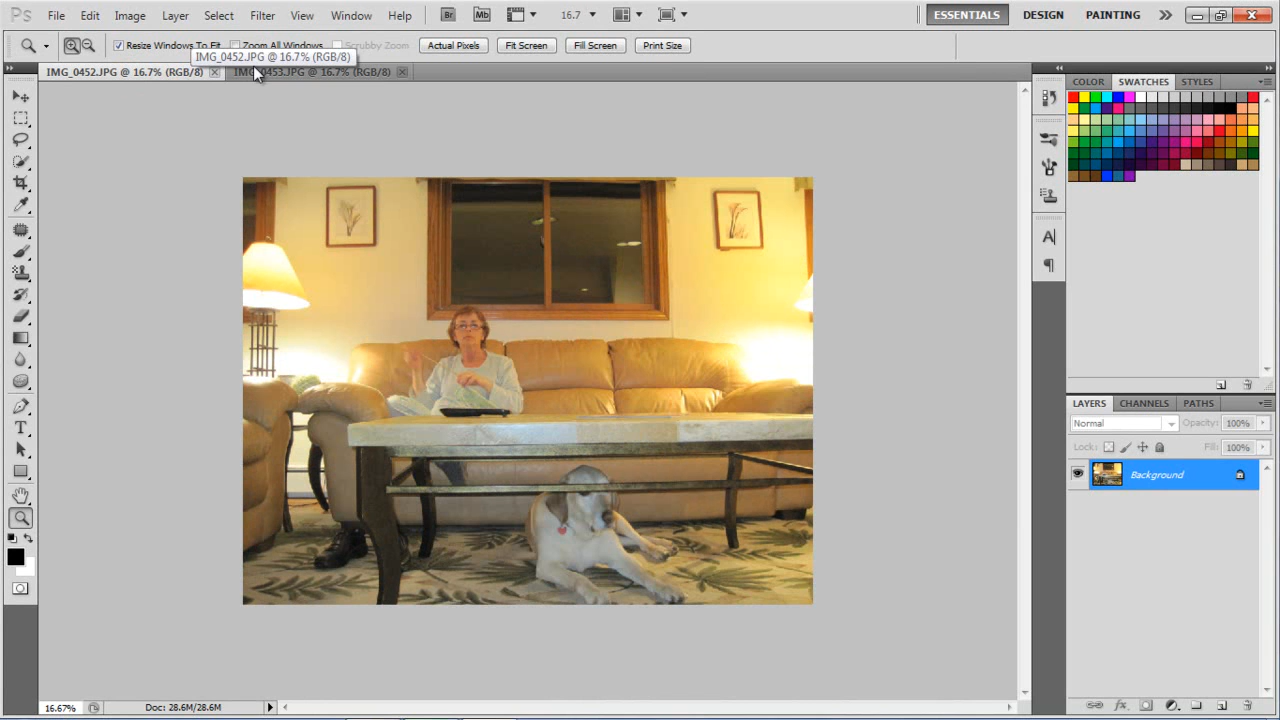 Ps File Edit Image Layer Select Filter View Window Help Br Mb 16.7 ESSENTIALS DESIGN PAINTING
Resize Windows To Fit Zoom All Windows Scrubby Zoom Actual Pixels Fit Screen Fill Screen Print Size
IMG_0452.JPG @ 16.7% (RGB/8)
IMG_0452.JPG @ 16.7% (RGB/8) IMG_0453.JPG @ 16.7% (RGB/8)
COLOR SWATCHES STYLES
LAYERS CHANNELS PATHS
Normal Opacity: 100%
Lock: Fill: 100%
Background
16.67% Doc: 28.6M/28.6M